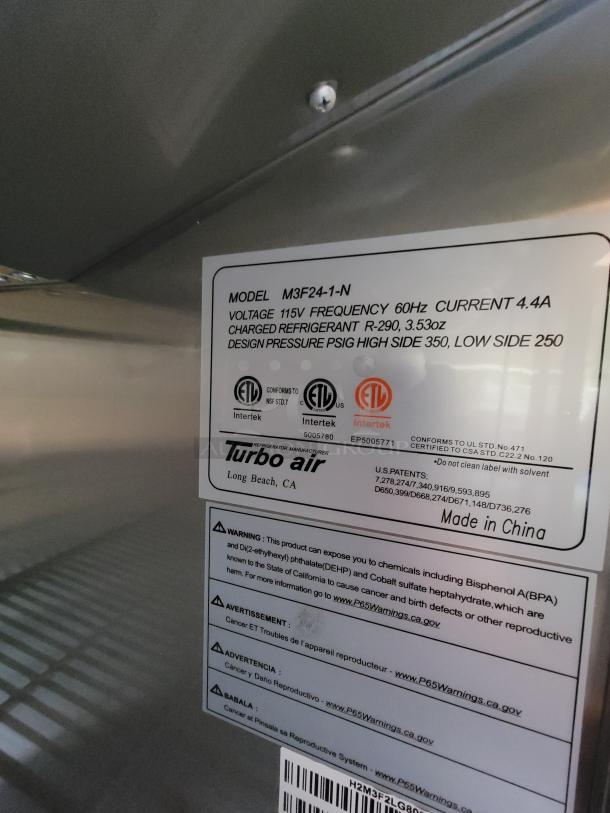 MODEL M3F24-1-N
VOLTAGE 115V FREQUENCY 60Hz CURRENT 4.4A
CHARGED REFRIGERANT R-290, 3.53oz
DESIGN PRESSURE PSIG HIGH SIDE 350, LOW SIDE 250
ETL
Intertek
CONFORMS TO
NSF STD.7
C ETL US
Intertek
5005780
ETL
Intertek
EP5005771
CONFORMS TO UL STD.No.471
CERTIFIED TO CSA STD.C22.2 No.120
•Do not clean label with solvent
REFRIGERATOR MANUFACTURER
Turbo air
Long Beach, CA
U.S.PATENTS:
7,278,274/7,340,916/9,593,895
D650,399/D668,274/D671,148/D736,276
Made in China
WARNING : This product can expose you to chemicals including Bisphenol A(BPA)
and Di(2-ethylhexyl) phthalate(DEHP) and Cobalt sulfate heptahydrate,which are
known to the State of California to cause cancer and birth defects or other reproductive
harm. For more information go to www.P65Warnings.ca.gov
AVERTISSEMENT :
Cancer ET Troubles de l'appareil reproducteur - www.P65Warnings.ca.gov
ADVERTENCIA :
Cáncer y Daño Reproductivo - www.P65Warnings.ca.gov
BABALA :
Cancer at Pinsala sa Reproductive System - www.P65Warnings.ca.gov